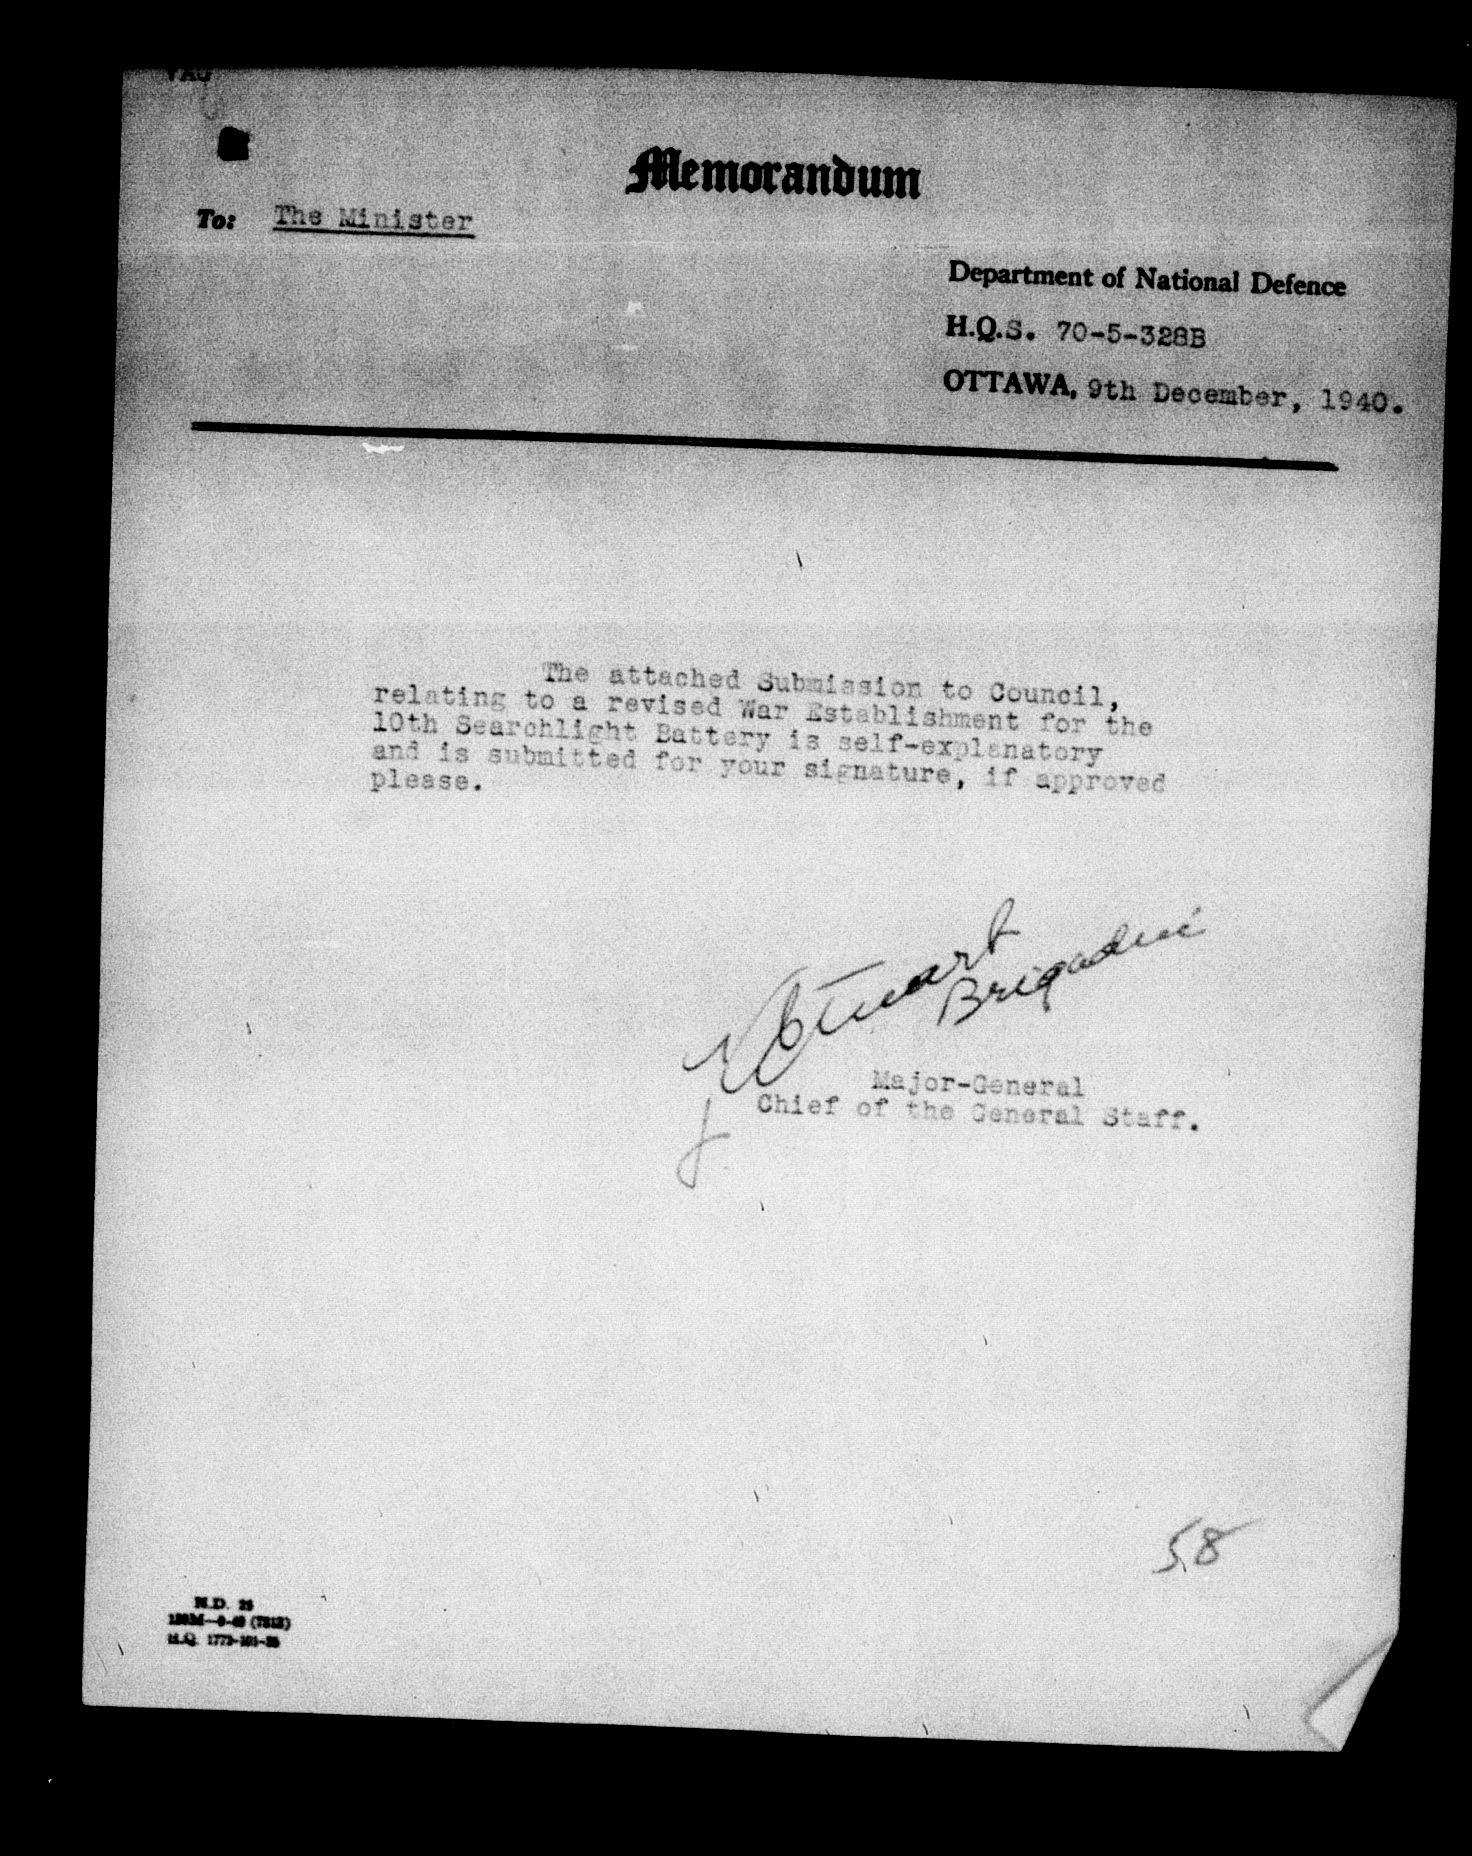 Memorandum
To: The Minister
Department of National Defence
H.Q.S. 70-5-328B
OTTAWA, 9th December, 1940.
The attached Submission to Council,
relating to a revised War Establishment for the
10th Searchlight Battery is self-explanatory
and is submitted for your signature, if approved
please.
Stuart
Brigadier
Major-General
Chief of the General Staff.
58
N.D. 25
H.Q.